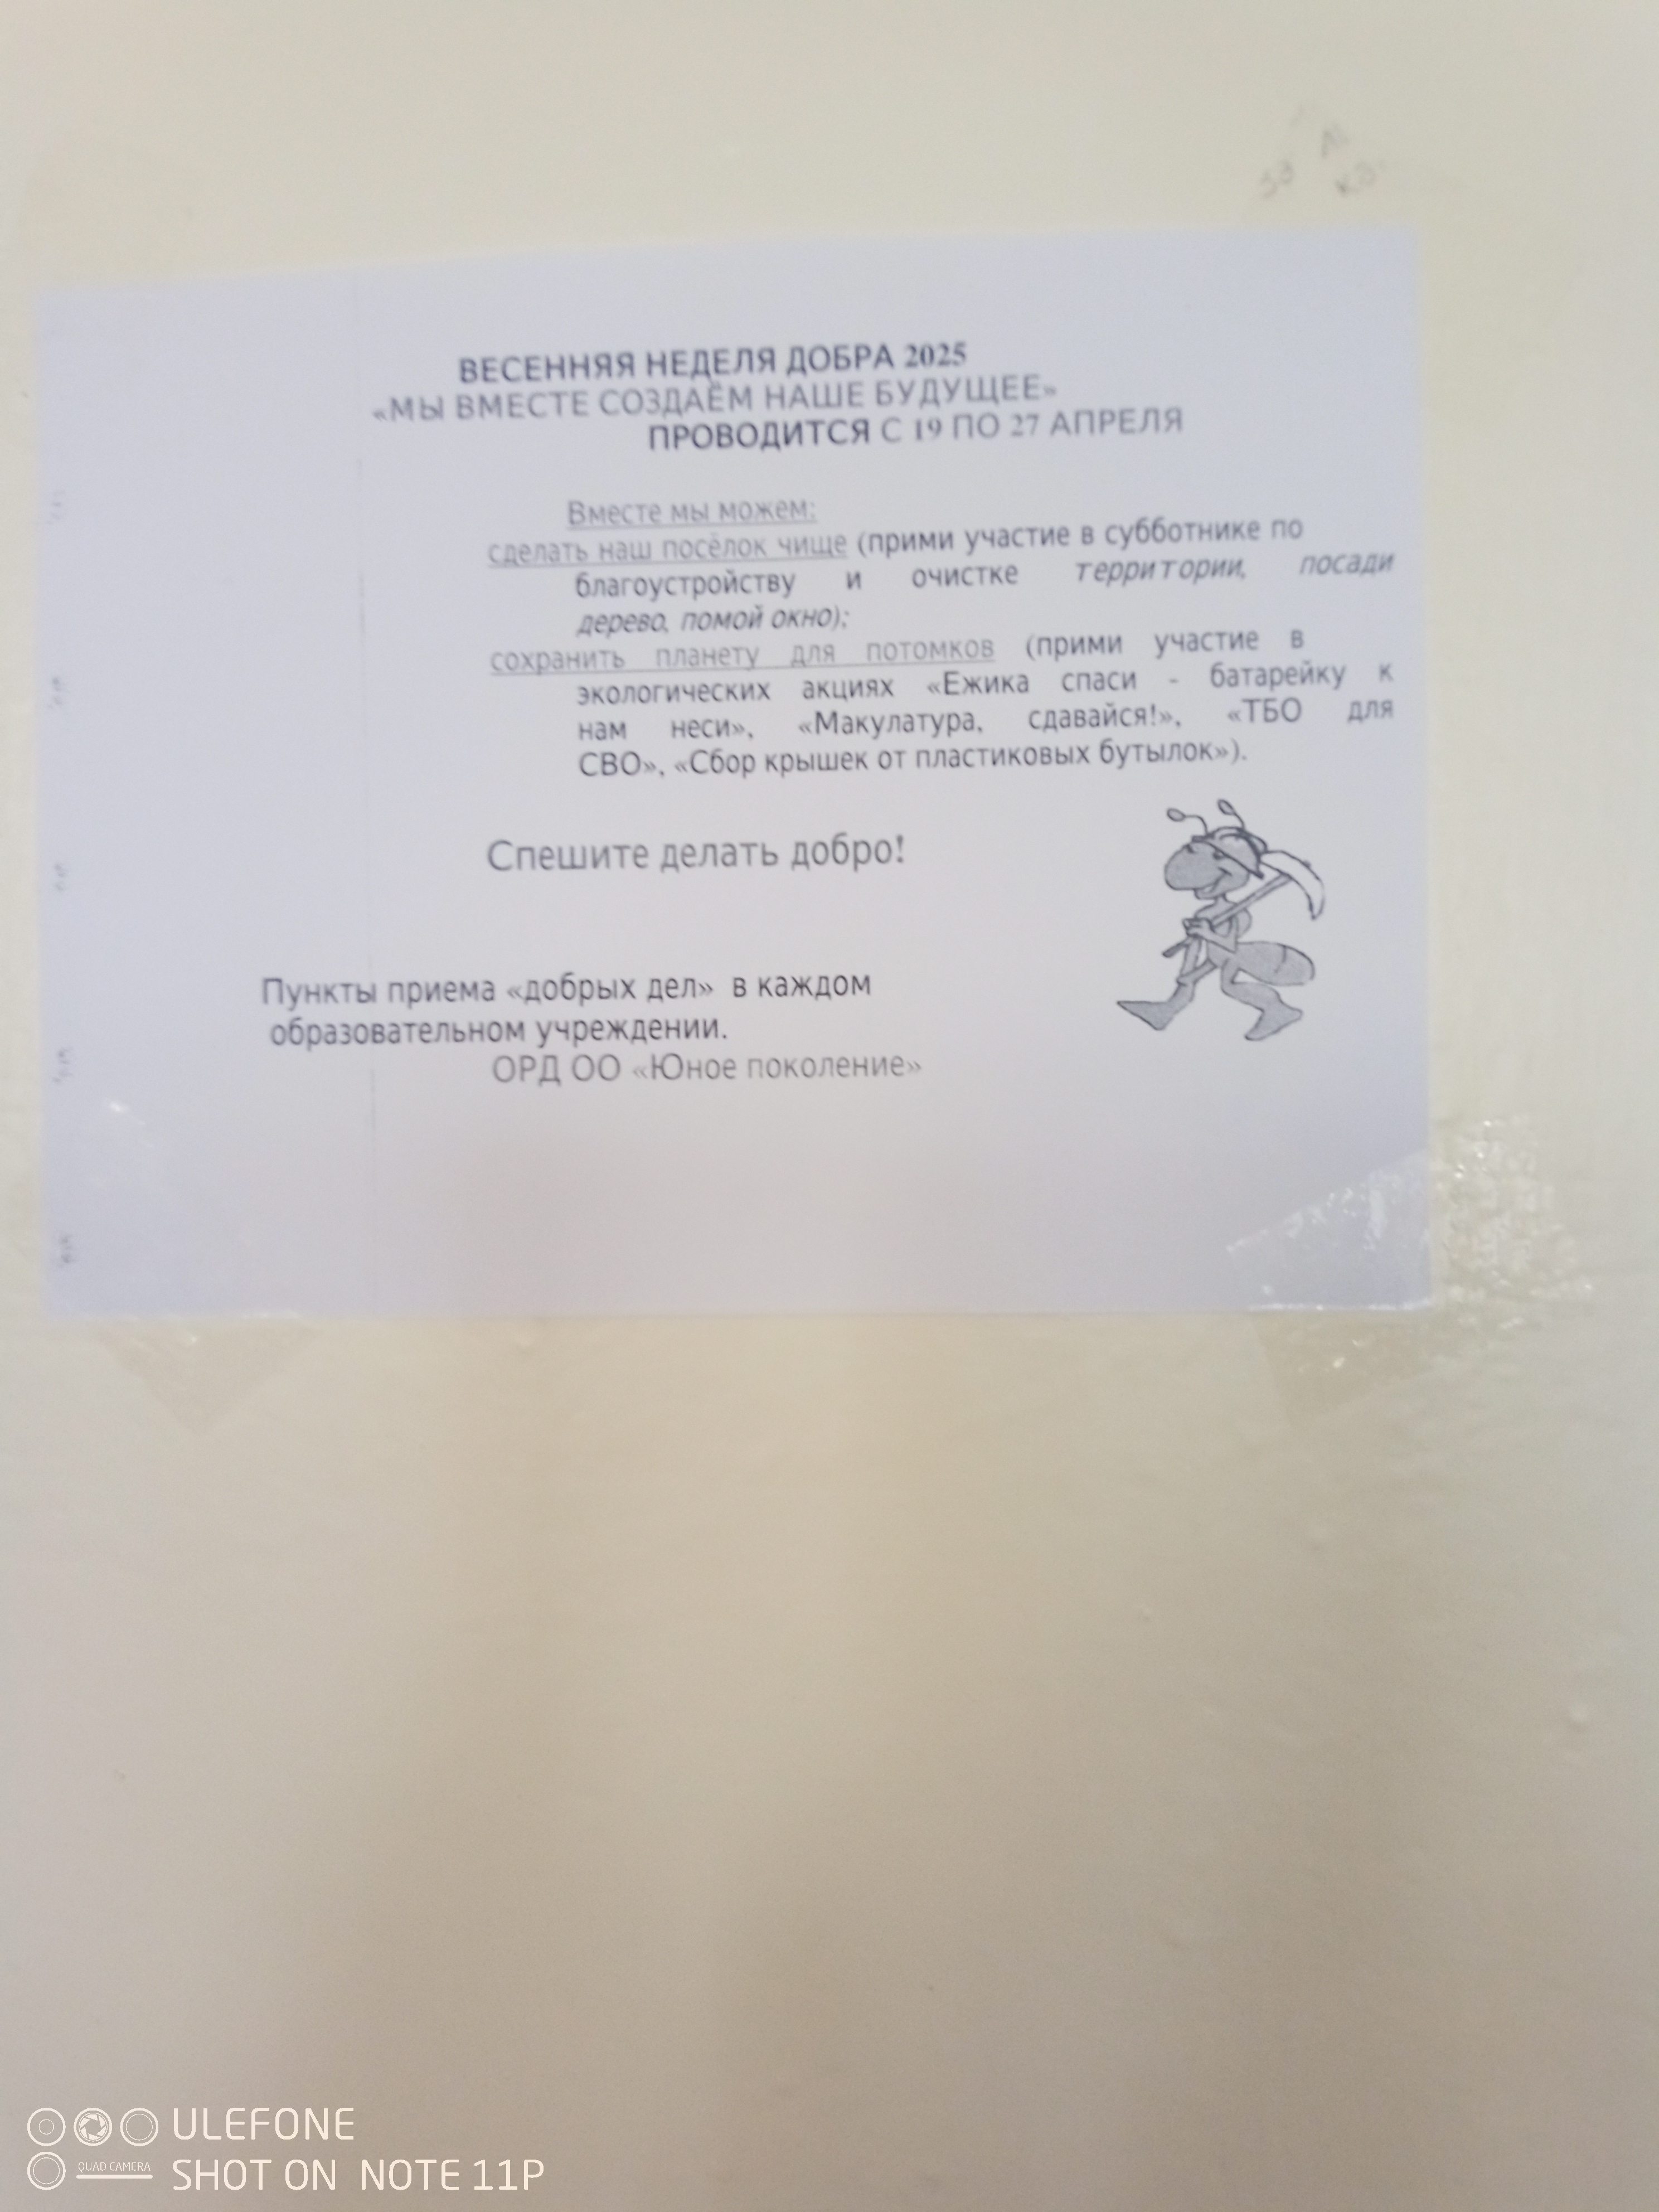 ВЕСЕННЯЯ НЕДЕЛЯ ДОБРА 2025
«МЫ ВМЕСТЕ СОЗДАЁМ НАШЕ БУДУЩЕЕ»
ПРОВОДИТСЯ С 19 ПО 27 АПРЕЛЯ
Вместе мы можем:
сделать наш посёлок чище (прими участие в субботнике по
благоустройству и очистке территории, посади
дерево, помой окно);
сохранить планету для потомков (прими участие в
экологических акциях «Ежика спаси - батарейку к
нам неси», «Макулатура, сдавайся!», «ТБО для
СВО», «Сбор крышек от пластиковых бутылок»).
Спешите делать добро!
Пункты приема «добрых дел» в каждом
образовательном учреждении.
ОРД ОО «Юное поколение»
ULEFONE
QUAD CAMERA
SHOT ON NOTE 11P